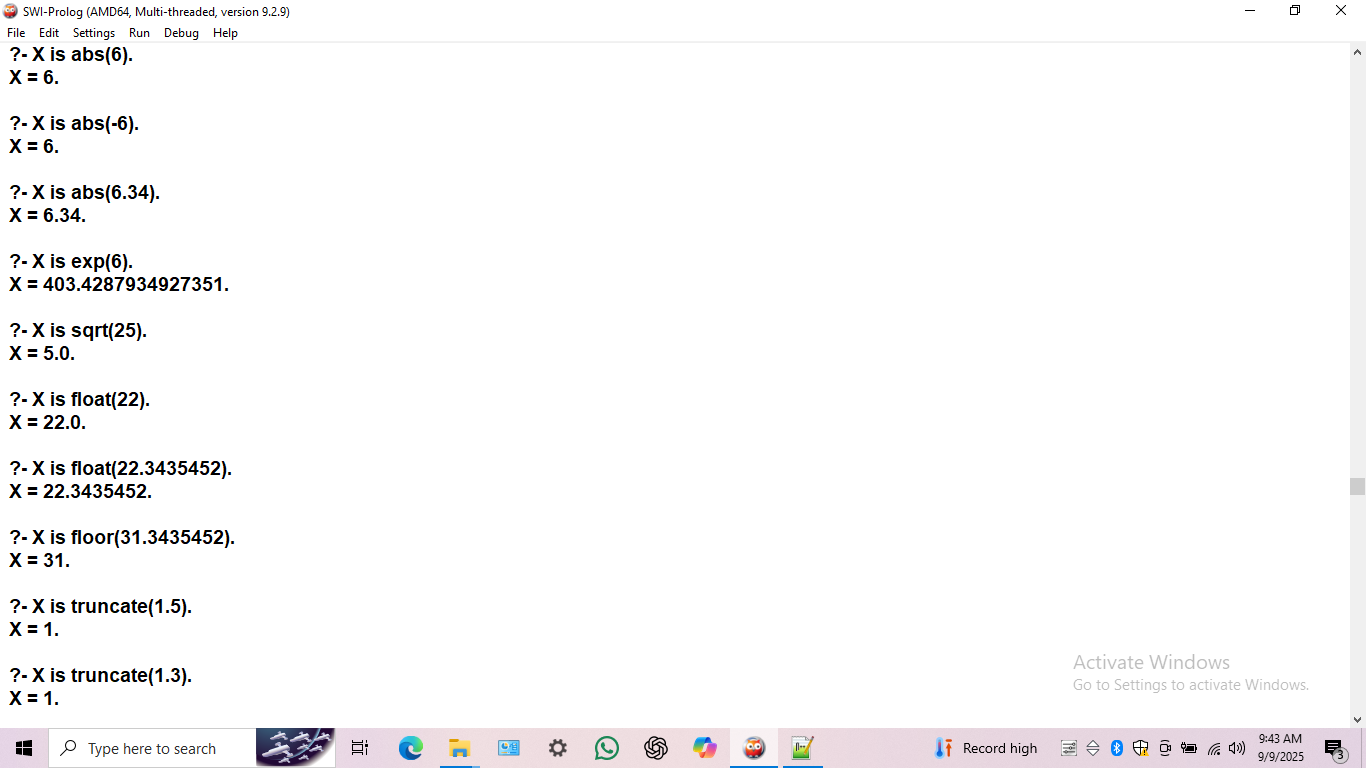 SWI-Prolog (AMD64, Multi-threaded, version 9.2.9)
File Edit Settings Run Debug Help
?- X is abs(6).
X = 6.
?- X is abs(-6).
X = 6.
?- X is abs(6.34).
X = 6.34.
?- X is exp(6).
X = 403.4287934927351.
?- X is sqrt(25).
X = 5.0.
?- X is float(22).
X = 22.0.
?- X is float(22.3435452).
X = 22.3435452.
?- X is floor(31.3435452).
X = 31.
?- X is truncate(1.5).
X = 1.
?- X is truncate(1.3).
X = 1.
Activate Windows
Go to Settings to activate Windows.
Type here to search
Record high
9:43 AM
9/9/2025
3